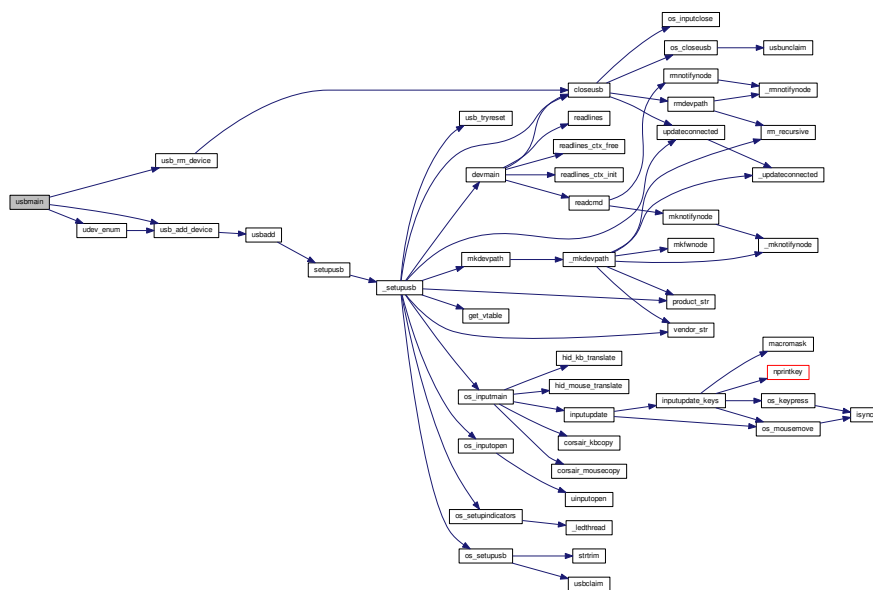 os_inputclose
os_closeusb
usbunclaim
rmnotifynode
closeusb
_rmnotifynode
rmdevpath
usb_tryreset
readlines
updateconnected
rm_recursive
readlines_ctx_free
usb_rm_device
devmain
readlines_ctx_init
_updateconnected
usbmain
readcmd
mknotifynode
udev_enum
usb_add_device
usbadd
mkfwnode
_mknotifynode
mkdevpath
_mkdevpath
setupusb
_setupusb
product_str
get_vtable
vendor_str
macromask
hid_kb_translate
nprintkey
hid_mouse_translate
os_inputmain
inputupdate_keys
os_keypress
inputupdate
isync
os_mousemove
corsair_kbcopy
os_inputopen
corsair_mousecopy
uinputopen
os_setupindicators
_ledthread
os_setupusb
strtrim
usbclaim